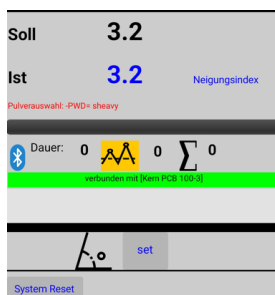 Soll 3.2
Ist 3.2 Neigungsindex
Pulverauswahl: -PWD= sheavy
Dauer: 0 0 ∑ 0
verbunden mit [Kern PCB 100-3]
set
System Reset